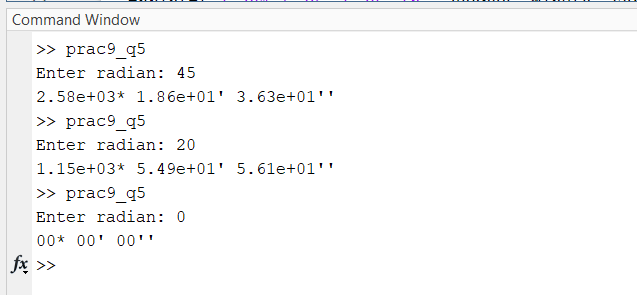 Command Window
>> prac9_q5
Enter radian: 45
2.58e+03* 1.86e+01' 3.63e+01''
>> prac9_q5
Enter radian: 20
1.15e+03* 5.49e+01' 5.61e+01''
>> prac9_q5
Enter radian: 0
00* 00' 00''
fx >>